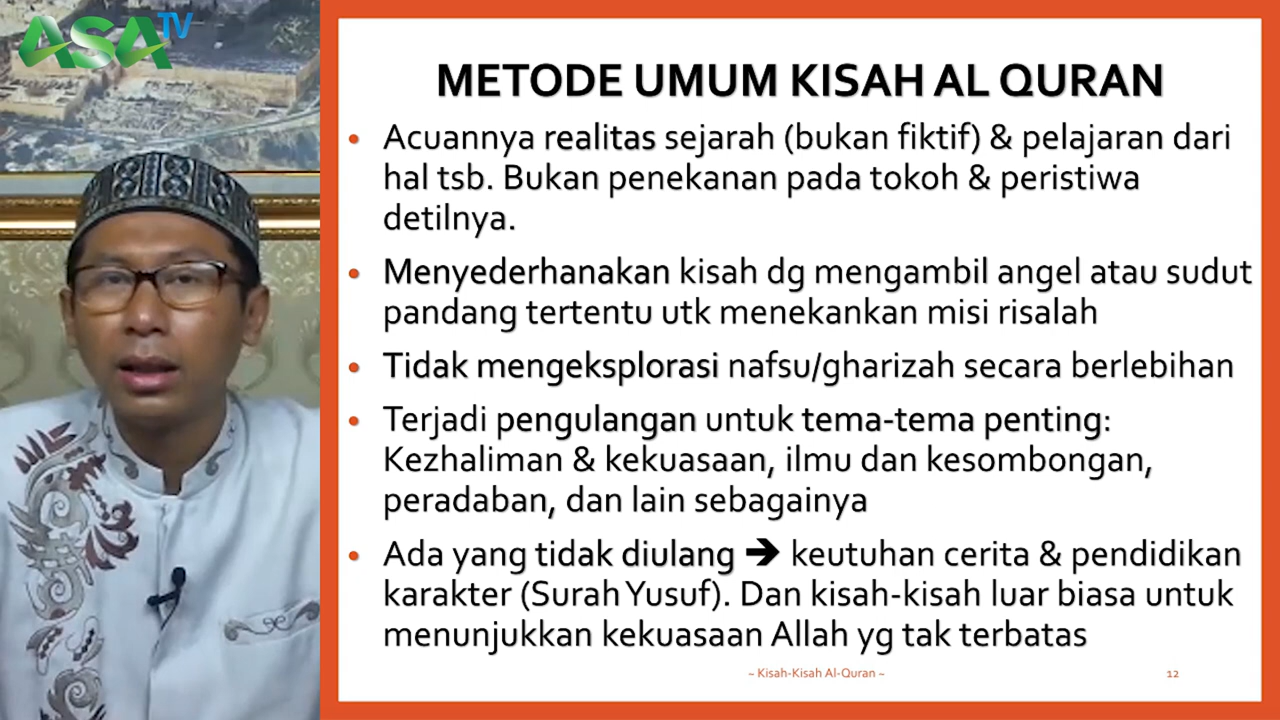 ASA TV
METODE UMUM KISAH AL QURAN
• Acuannya realitas sejarah (bukan fiktif) & pelajaran dari
hal tsb. Bukan penekanan pada tokoh & peristiwa
detilnya.
• Menyederhanakan kisah dg mengambil angel atau sudut
pandang tertentu utk menekankan misi risalah
• Tidak mengeksplorasi nafsu/gharizah secara berlebihan
• Terjadi pengulangan untuk tema-tema penting:
Kezhaliman & kekuasaan, ilmu dan kesombongan,
peradaban, dan lain sebagainya
• Ada yang tidak diulang 🡺 keutuhan cerita & pendidikan
karakter (Surah Yusuf). Dan kisah-kisah luar biasa untuk
menunjukkan kekuasaan Allah yg tak terbatas
~ Kisah-Kisah Al-Quran ~
12